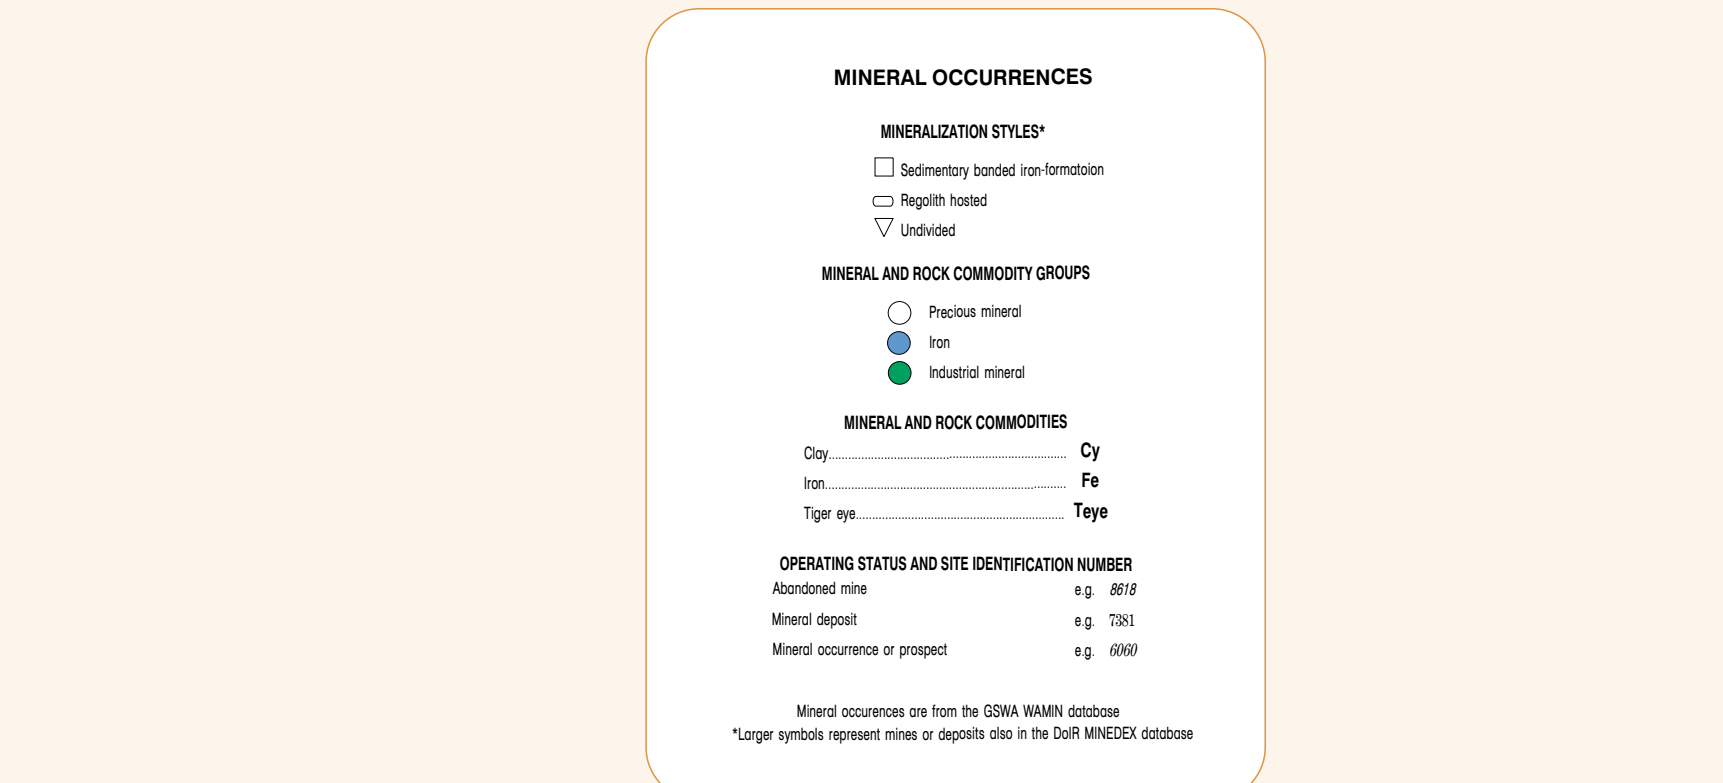 MINERAL OCCURRENCES
MINERALIZATION STYLES*
Sedimentary banded iron-formatoion
Regolith hosted
Undivided
MINERAL AND ROCK COMMODITY GROUPS
Precious mineral
Iron
Industrial mineral
MINERAL AND ROCK COMMODITIES
Clay.......................................................................... Cy
Iron........................................................................... Fe
Tiger eye................................................................ Teye
OPERATING STATUS AND SITE IDENTIFICATION NUMBER
Abandoned mine e.g. 8618
Mineral deposit e.g. 7381
Mineral occurrence or prospect e.g. 6060
Mineral occurences are from the GSWA WAMIN database
*Larger symbols represent mines or deposits also in the DoIR MINEDEX database